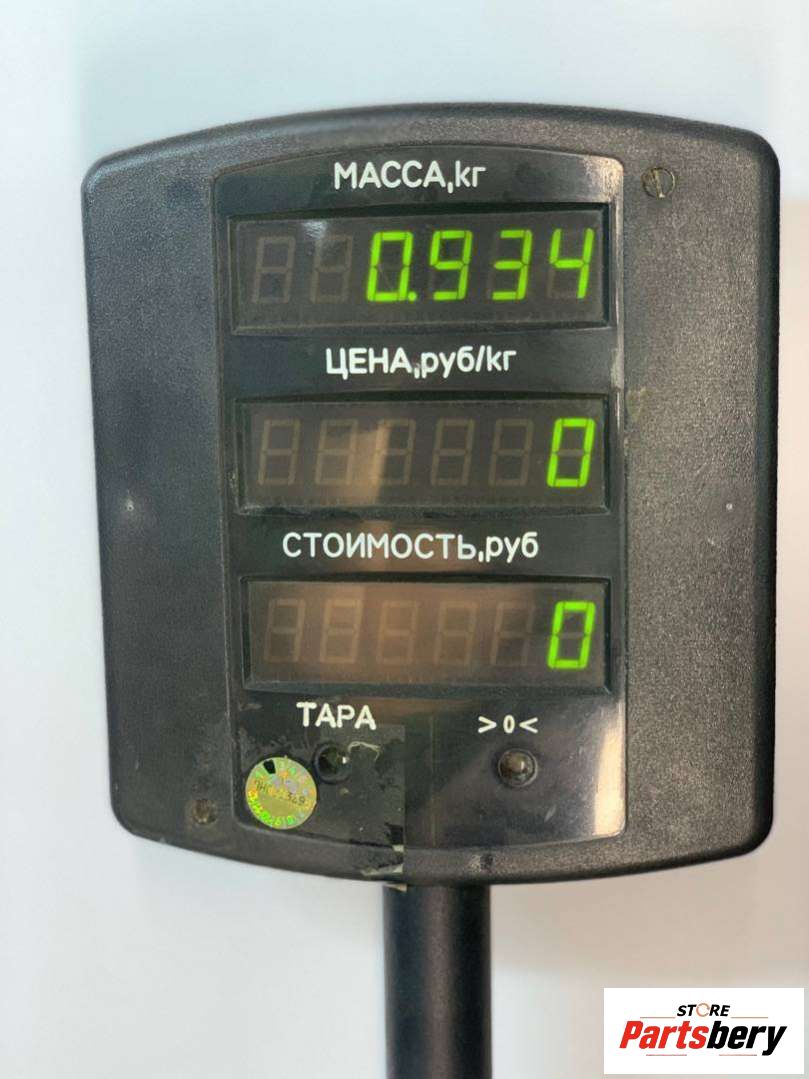 МАССА,кг
0.934
ЦЕНА,руб/кг
0
СТОИМОСТЬ,руб
0
ТАРА >0<
STORE
Partsbery